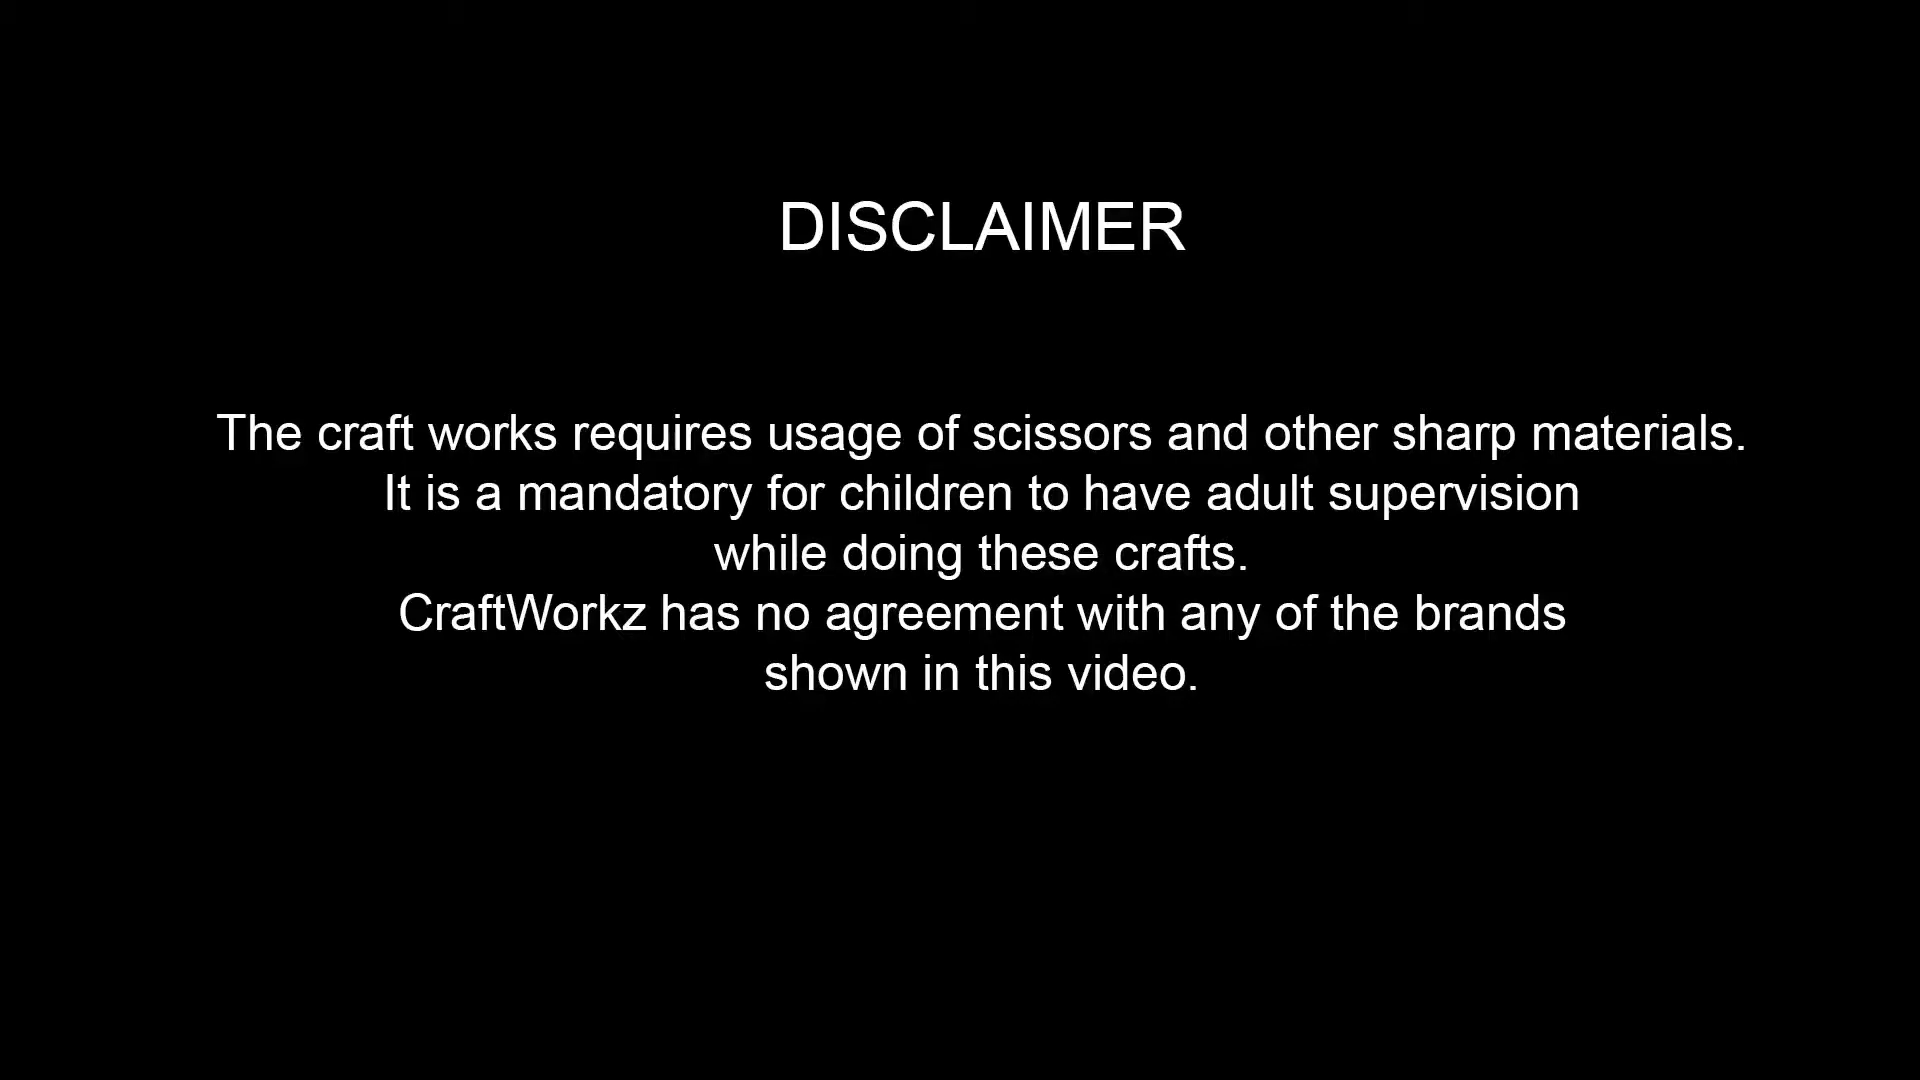 DISCLAIMER
The craft works requires usage of scissors and other sharp materials.
It is a mandatory for children to have adult supervision
while doing these crafts.
CraftWorkz has no agreement with any of the brands
shown in this video.